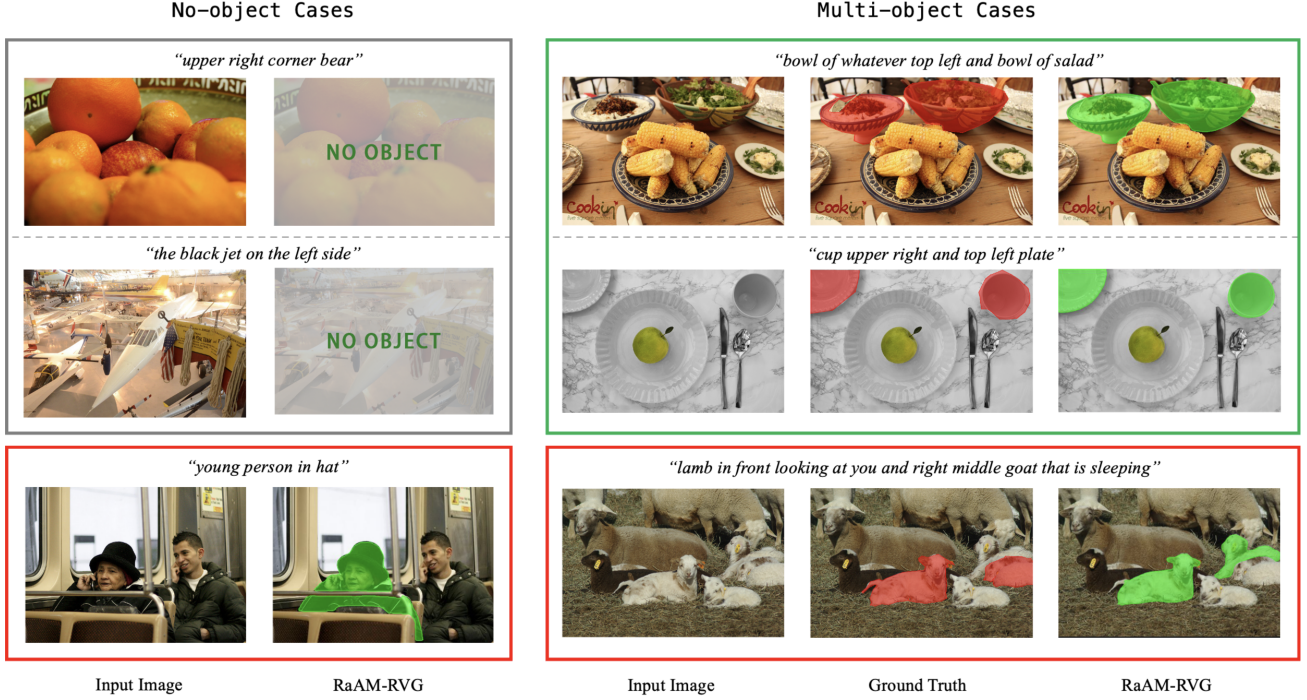 No-object Cases
Multi-object Cases
“upper right corner bear”
NO OBJECT
“the black jet on the left side”
NO OBJECT
“young person in hat”
Input Image
RaAM-RVG
“bowl of whatever top left and bowl of salad”
Cookin
Cookin
Cookin
“cup upper right and top left plate”
“lamb in front looking at you and right middle goat that is sleeping”
Input Image
Ground Truth
RaAM-RVG